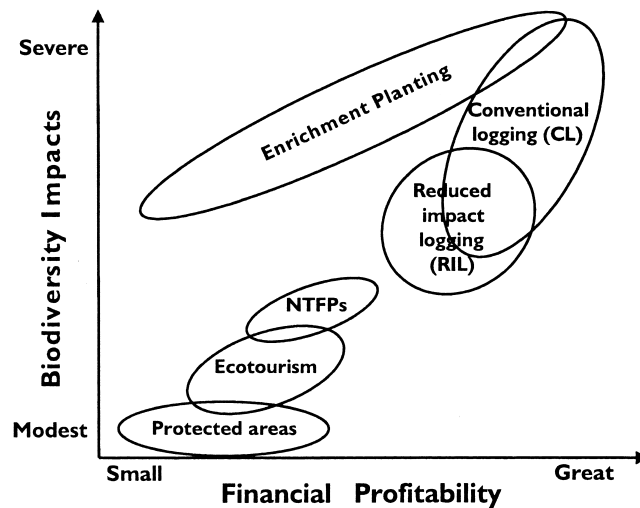 Severe
Enrichment Planting
Conventional
logging (CL)
Reduced
impact
logging
(RIL)
Biodiversity Impacts
NTFPs
Ecotourism
Protected areas
Modest
Small
Great
Financial Profitability